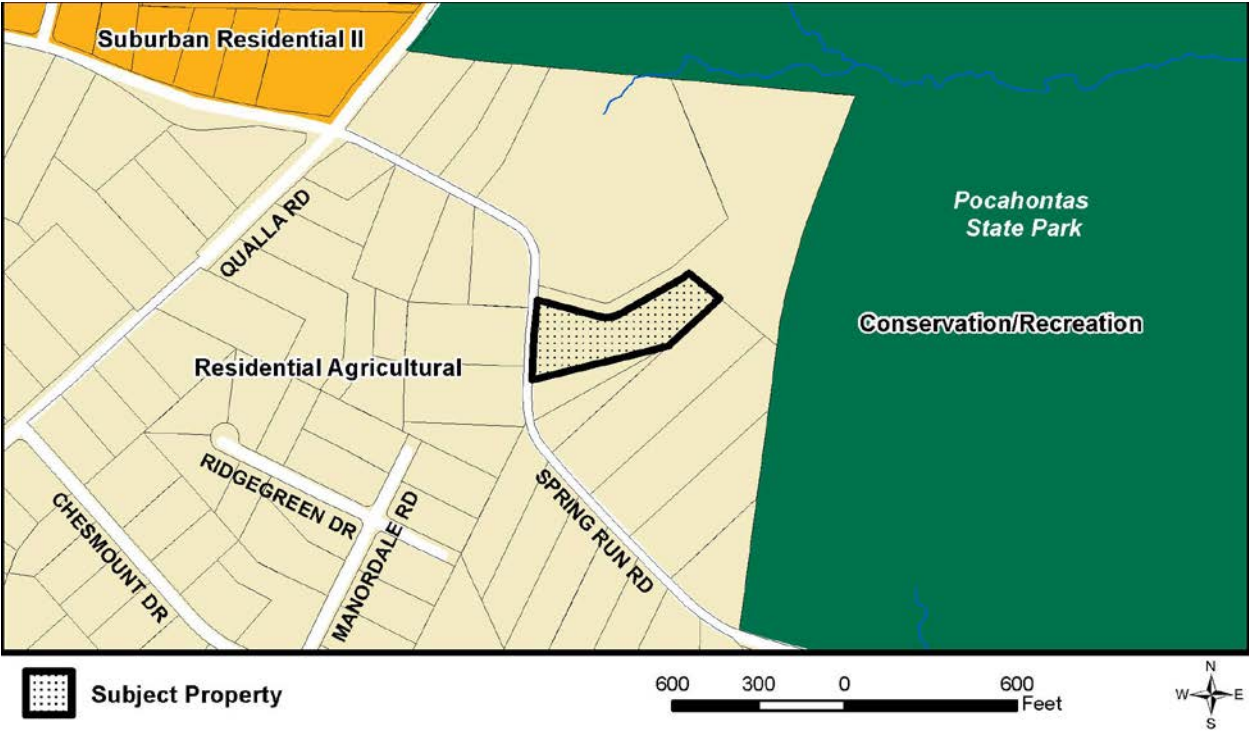 Suburban Residential II
QUALLA RD
Pocahontas
State Park
Conservation/Recreation
Residential Agricultural
RIDGEGREEN DR
CHESMOUNT DR
MANORDALE RD
SPRING RUN RD
Subject Property
600 300 0 600
Feet
N
W E
S